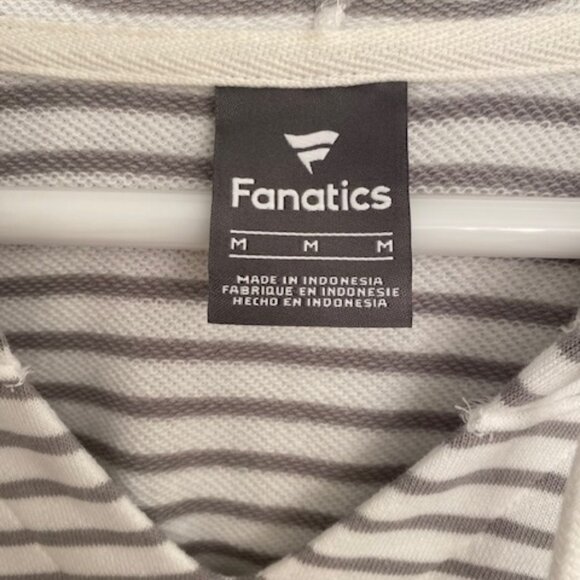 Fanatics
M M M
MADE IN INDONESIA
FABRIQUE EN INDONESIE
HECHO EN INDONESIA